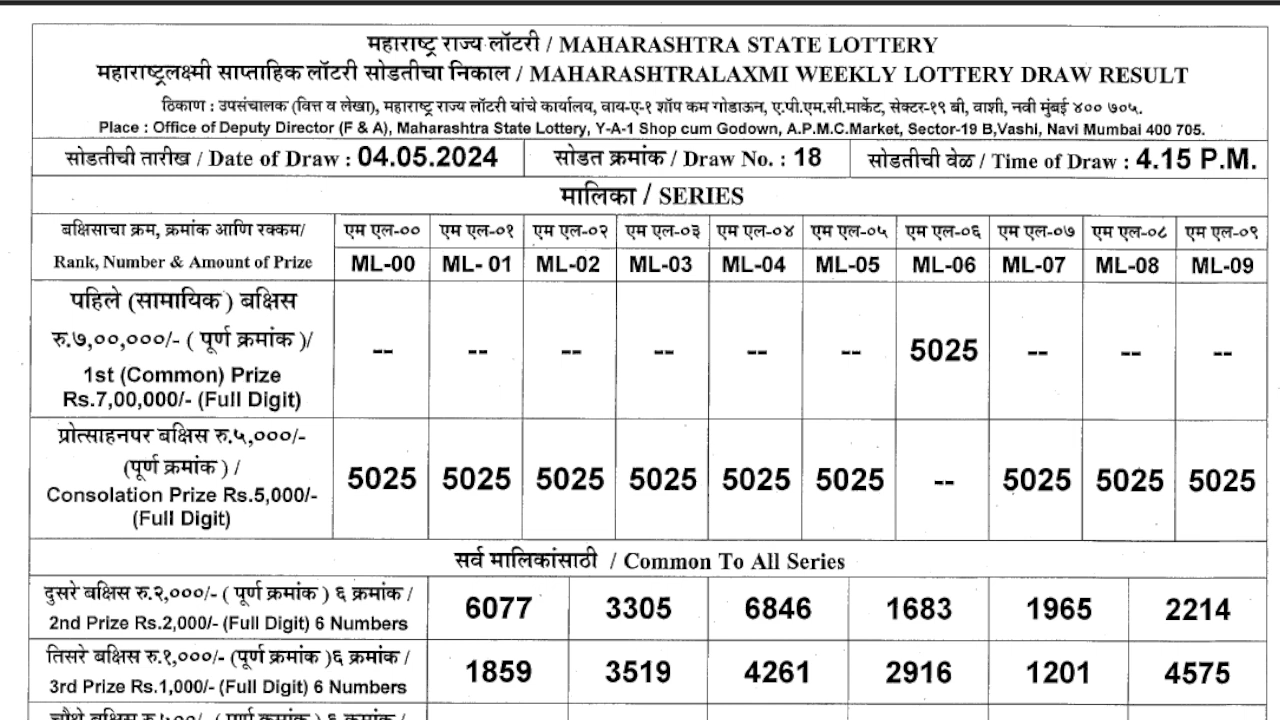 महाराष्ट्र राज्य लॉटरी / MAHARASHTRA STATE LOTTERY
महाराष्ट्रलक्ष्मी साप्ताहिक लॉटरी सोडतीचा निकाल / MAHARASHTRALAXMI WEEKLY LOTTERY DRAW RESULT
ठिकाण : उपसंचालक (वित्त व लेखा), महाराष्ट्र राज्य लॉटरी यांचे कार्यालय, वाय-ए-१ शॉप कम गोडाऊन, ए.पी.एम.सी.मार्केट, सेक्टर-१९ बी, वाशी, नवी मुंबई ४०० ७०५.
Place : Office of Deputy Director (F & A), Maharashtra State Lottery, Y-A-1 Shop cum Godown, A.P.M.C.Market, Sector-19 B,Vashi, Navi Mumbai 400 705.
सोडतीची तारीख / Date of Draw : 04.05.2024 सोडत क्रमांक / Draw No. : 18 सोडतीची वेळ / Time of Draw : 4.15 P.M.
मालिका / SERIES
बक्षिसाचा क्रम, क्रमांक आणि रक्कम/ एम एल-०० एम एल-०१ एम एल-०२ एम एल-०३ एम एल-०४ एम एल-०५ एम एल-०६ एम एल-०७ एम एल-०८ एम एल-०९
Rank, Number & Amount of Prize ML-00 ML- 01 ML-02 ML-03 ML-04 ML-05 ML-06 ML-07 ML-08 ML-09
पहिले (सामायिक ) बक्षिस
रु.७,००,०००/- ( पूर्ण क्रमांक )/
1st (Common) Prize
Rs.7,00,000/- (Full Digit)
-- -- -- -- -- -- 5025 -- -- --
प्रोत्साहनपर बक्षिस रु.५,०००/-
(पूर्ण क्रमांक ) /
Consolation Prize Rs.5,000/-
(Full Digit)
5025 5025 5025 5025 5025 5025 -- 5025 5025 5025
सर्व मालिकांसाठी / Common To All Series
दुसरे बक्षिस रु.२,०००/- ( पूर्ण क्रमांक ) ६ क्रमांक /
2nd Prize Rs.2,000/- (Full Digit) 6 Numbers
6077 3305 6846 1683 1965 2214
तिसरे बक्षिस रु.१,०००/- (पूर्ण क्रमांक )६ क्रमांक /
3rd Prize Rs.1,000/- (Full Digit) 6 Numbers
1859 3519 4261 2916 1201 4575